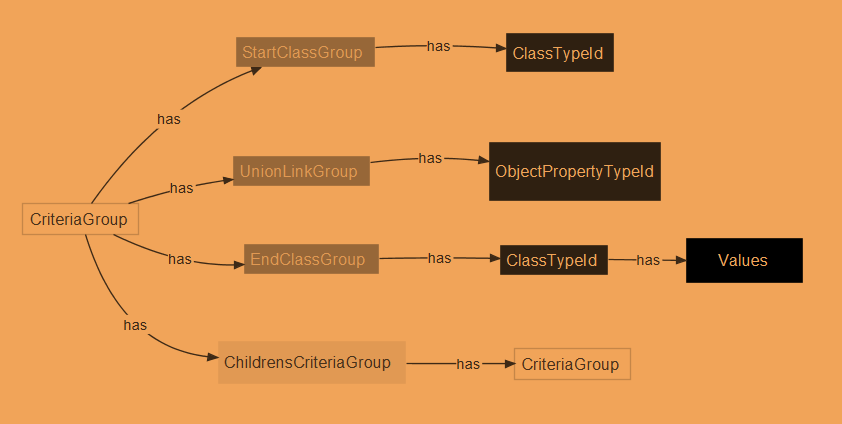 StartClassGroup
has
ClassTypeId
has
UnionLinkGroup
has
ObjectPropertyTypeId
has
CriteriaGroup
EndClassGroup
has
ClassTypeId
has
Values
has
has
ChildrensCriteriaGroup
has
CriteriaGroup